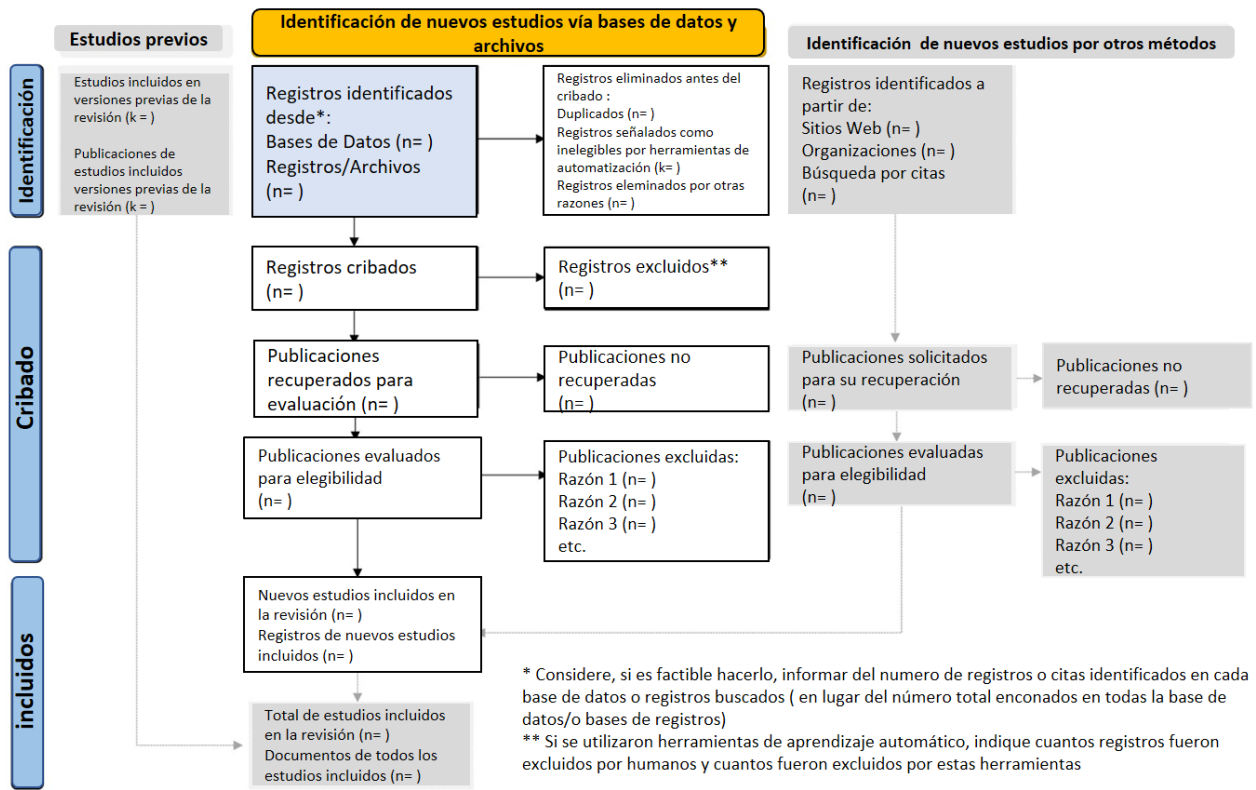 Estudios previos
Identificación de nuevos estudios vía bases de datos y
archivos
Identificación de nuevos estudios por otros métodos
Identificación
Estudios incluidos en
versiones previas de la
revisión (k = )
Publicaciones de
estudios incluidos
versiones previas de la
revisión (k = )
Registros identificados
desde*:
Bases de Datos (n= )
Registros/Archivos
(n= )
Registros eliminados antes del
cribado :
Duplicados (n= )
Registros señalados como
inelegibles por herramientas de
automatización (k= )
Registros eleminados por otras
razones (n= )
Registros identificados a
partir de:
Sitios Web (n= )
Organizaciones (n= )
Búsqueda por citas
(n= )
Cribado
Registros cribados
(n= )
Registros excluidos**
(n= )
Publicaciones
recuperados para
evaluación (n= )
Publicaciones no
recuperadas
(n= )
Publicaciones solicitados
para su recuperación
(n= )
Publicaciones no
recuperadas (n= )
Publicaciones evaluados
para elegibilidad
(n= )
Publicaciones excluidas:
Razón 1 (n= )
Razón 2 (n= )
Razón 3 (n= )
etc.
Publicaciones evaluadas
para elegibilidad
(n= )
Publicaciones
excluidas:
Razón 1 (n= )
Razón 2 (n= )
Razón 3 (n= )
etc.
incluidos
Nuevos estudios incluidos en
la revisión (n= )
Registros de nuevos estudios
incluidos (n= )
Total de estudios incluidos
en la revisión (n= )
Documentos de todos los
estudios incluidos (n= )
* Considere, si es factible hacerlo, informar del numero de registros o citas identificados en cada
base de datos o registros buscados ( en lugar del número total enconados en todas la base de
datos/o bases de registros)
** Si se utilizaron herramientas de aprendizaje automático, indique cuantos registros fueron
excluidos por humanos y cuantos fueron excluidos por estas herramientas